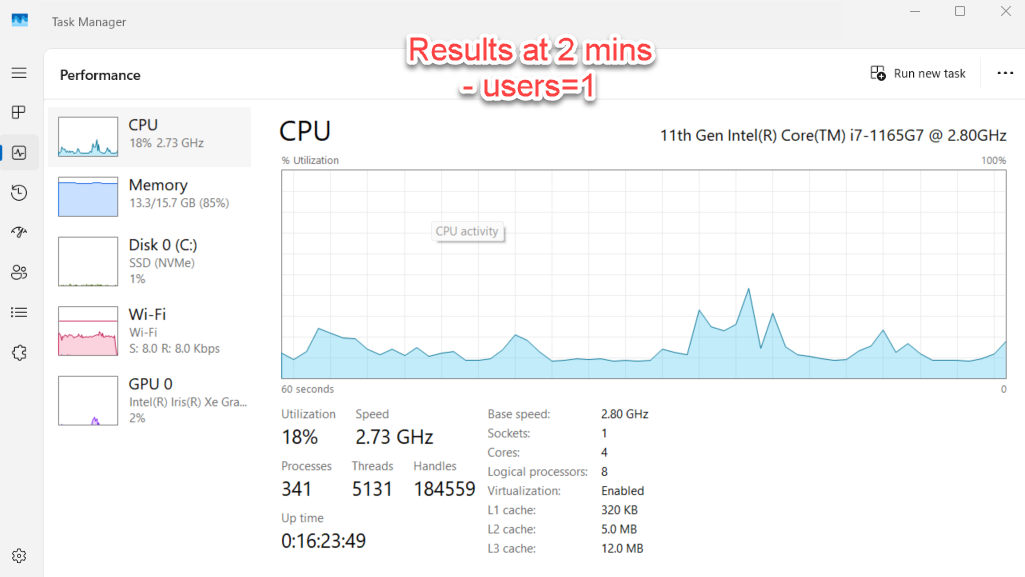 Task Manager
Results at 2 mins
- users=1
Performance
Run new task
CPU
18% 2.73 GHz
Memory
13.3/15.7 GB (85%)
Disk 0 (C:)
SSD (NVMe)
1%
Wi-Fi
Wi-Fi
S: 8.0 R: 8.0 Kbps
GPU 0
Intel(R) Iris(R) Xe Gra...
2%
CPU
11th Gen Intel(R) Core(TM) i7-1165G7 @ 2.80GHz
% Utilization
100%
CPU activity
60 seconds
0
Utilization
Speed
18%
2.73 GHz
Processes
Threads
Handles
341
5131
184559
Up time
0:16:23:49
Base speed: 2.80 GHz
Sockets: 1
Cores: 4
Logical processors: 8
Virtualization: Enabled
L1 cache: 320 KB
L2 cache: 5.0 MB
L3 cache: 12.0 MB